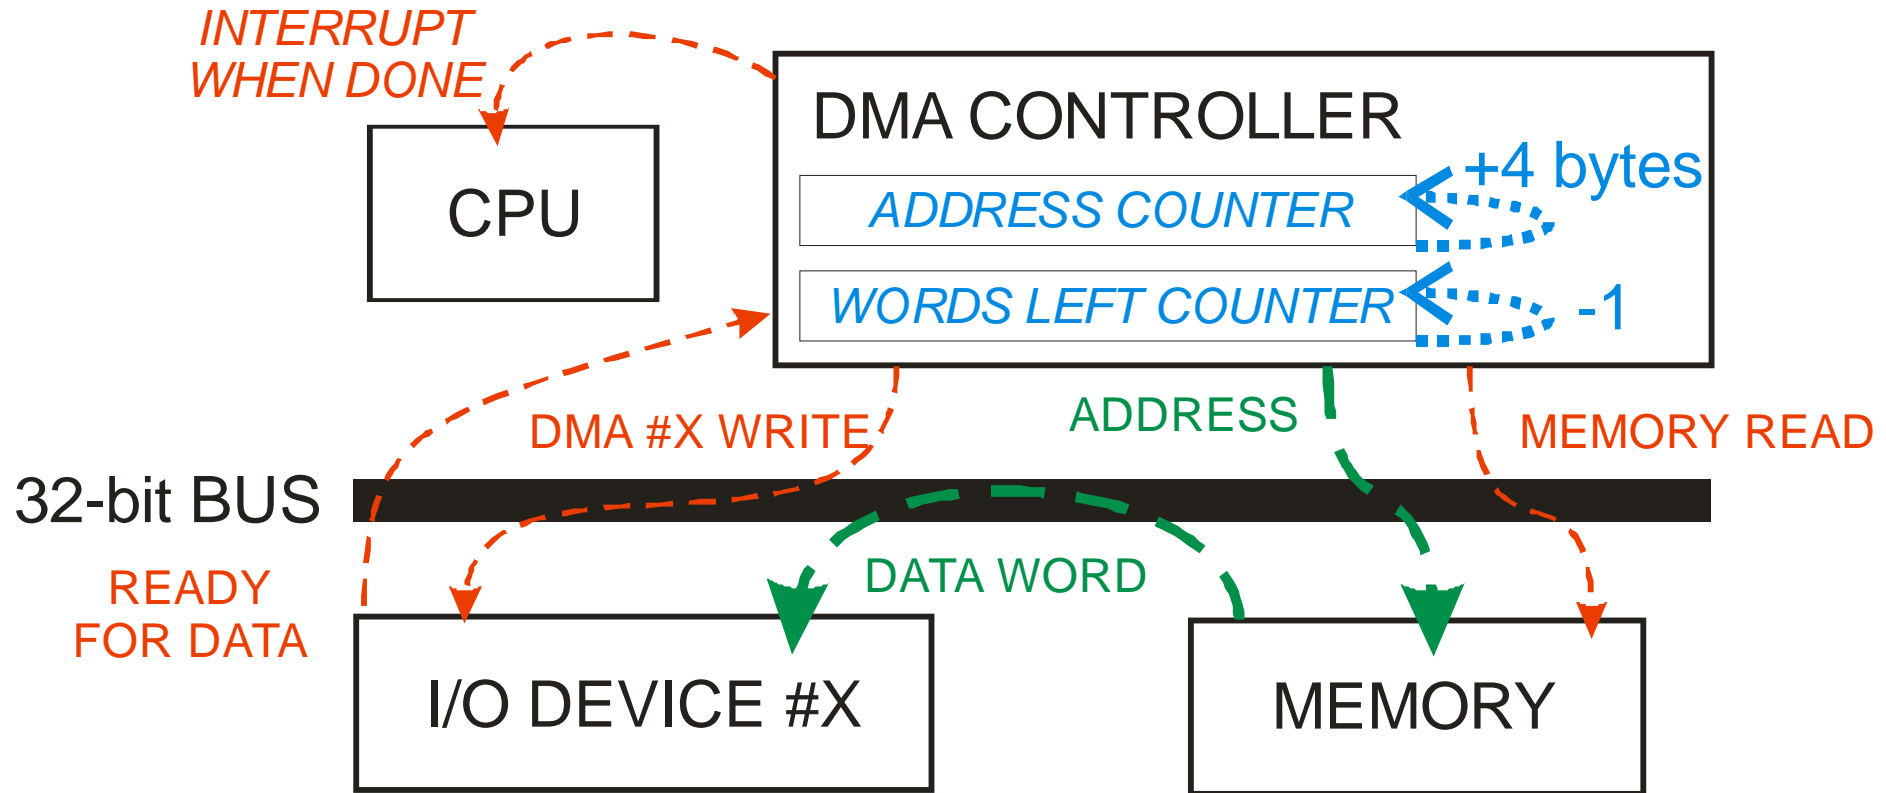 INTERRUPT
WHEN DONE
DMA CONTROLLER
+4 bytes
ADDRESS COUNTER
CPU
WORDS LEFT COUNTER
-1
DMA #X WRITE
ADDRESS
MEMORY READ
32-bit BUS
READY
FOR DATA
DATA WORD
I/O DEVICE #X
MEMORY